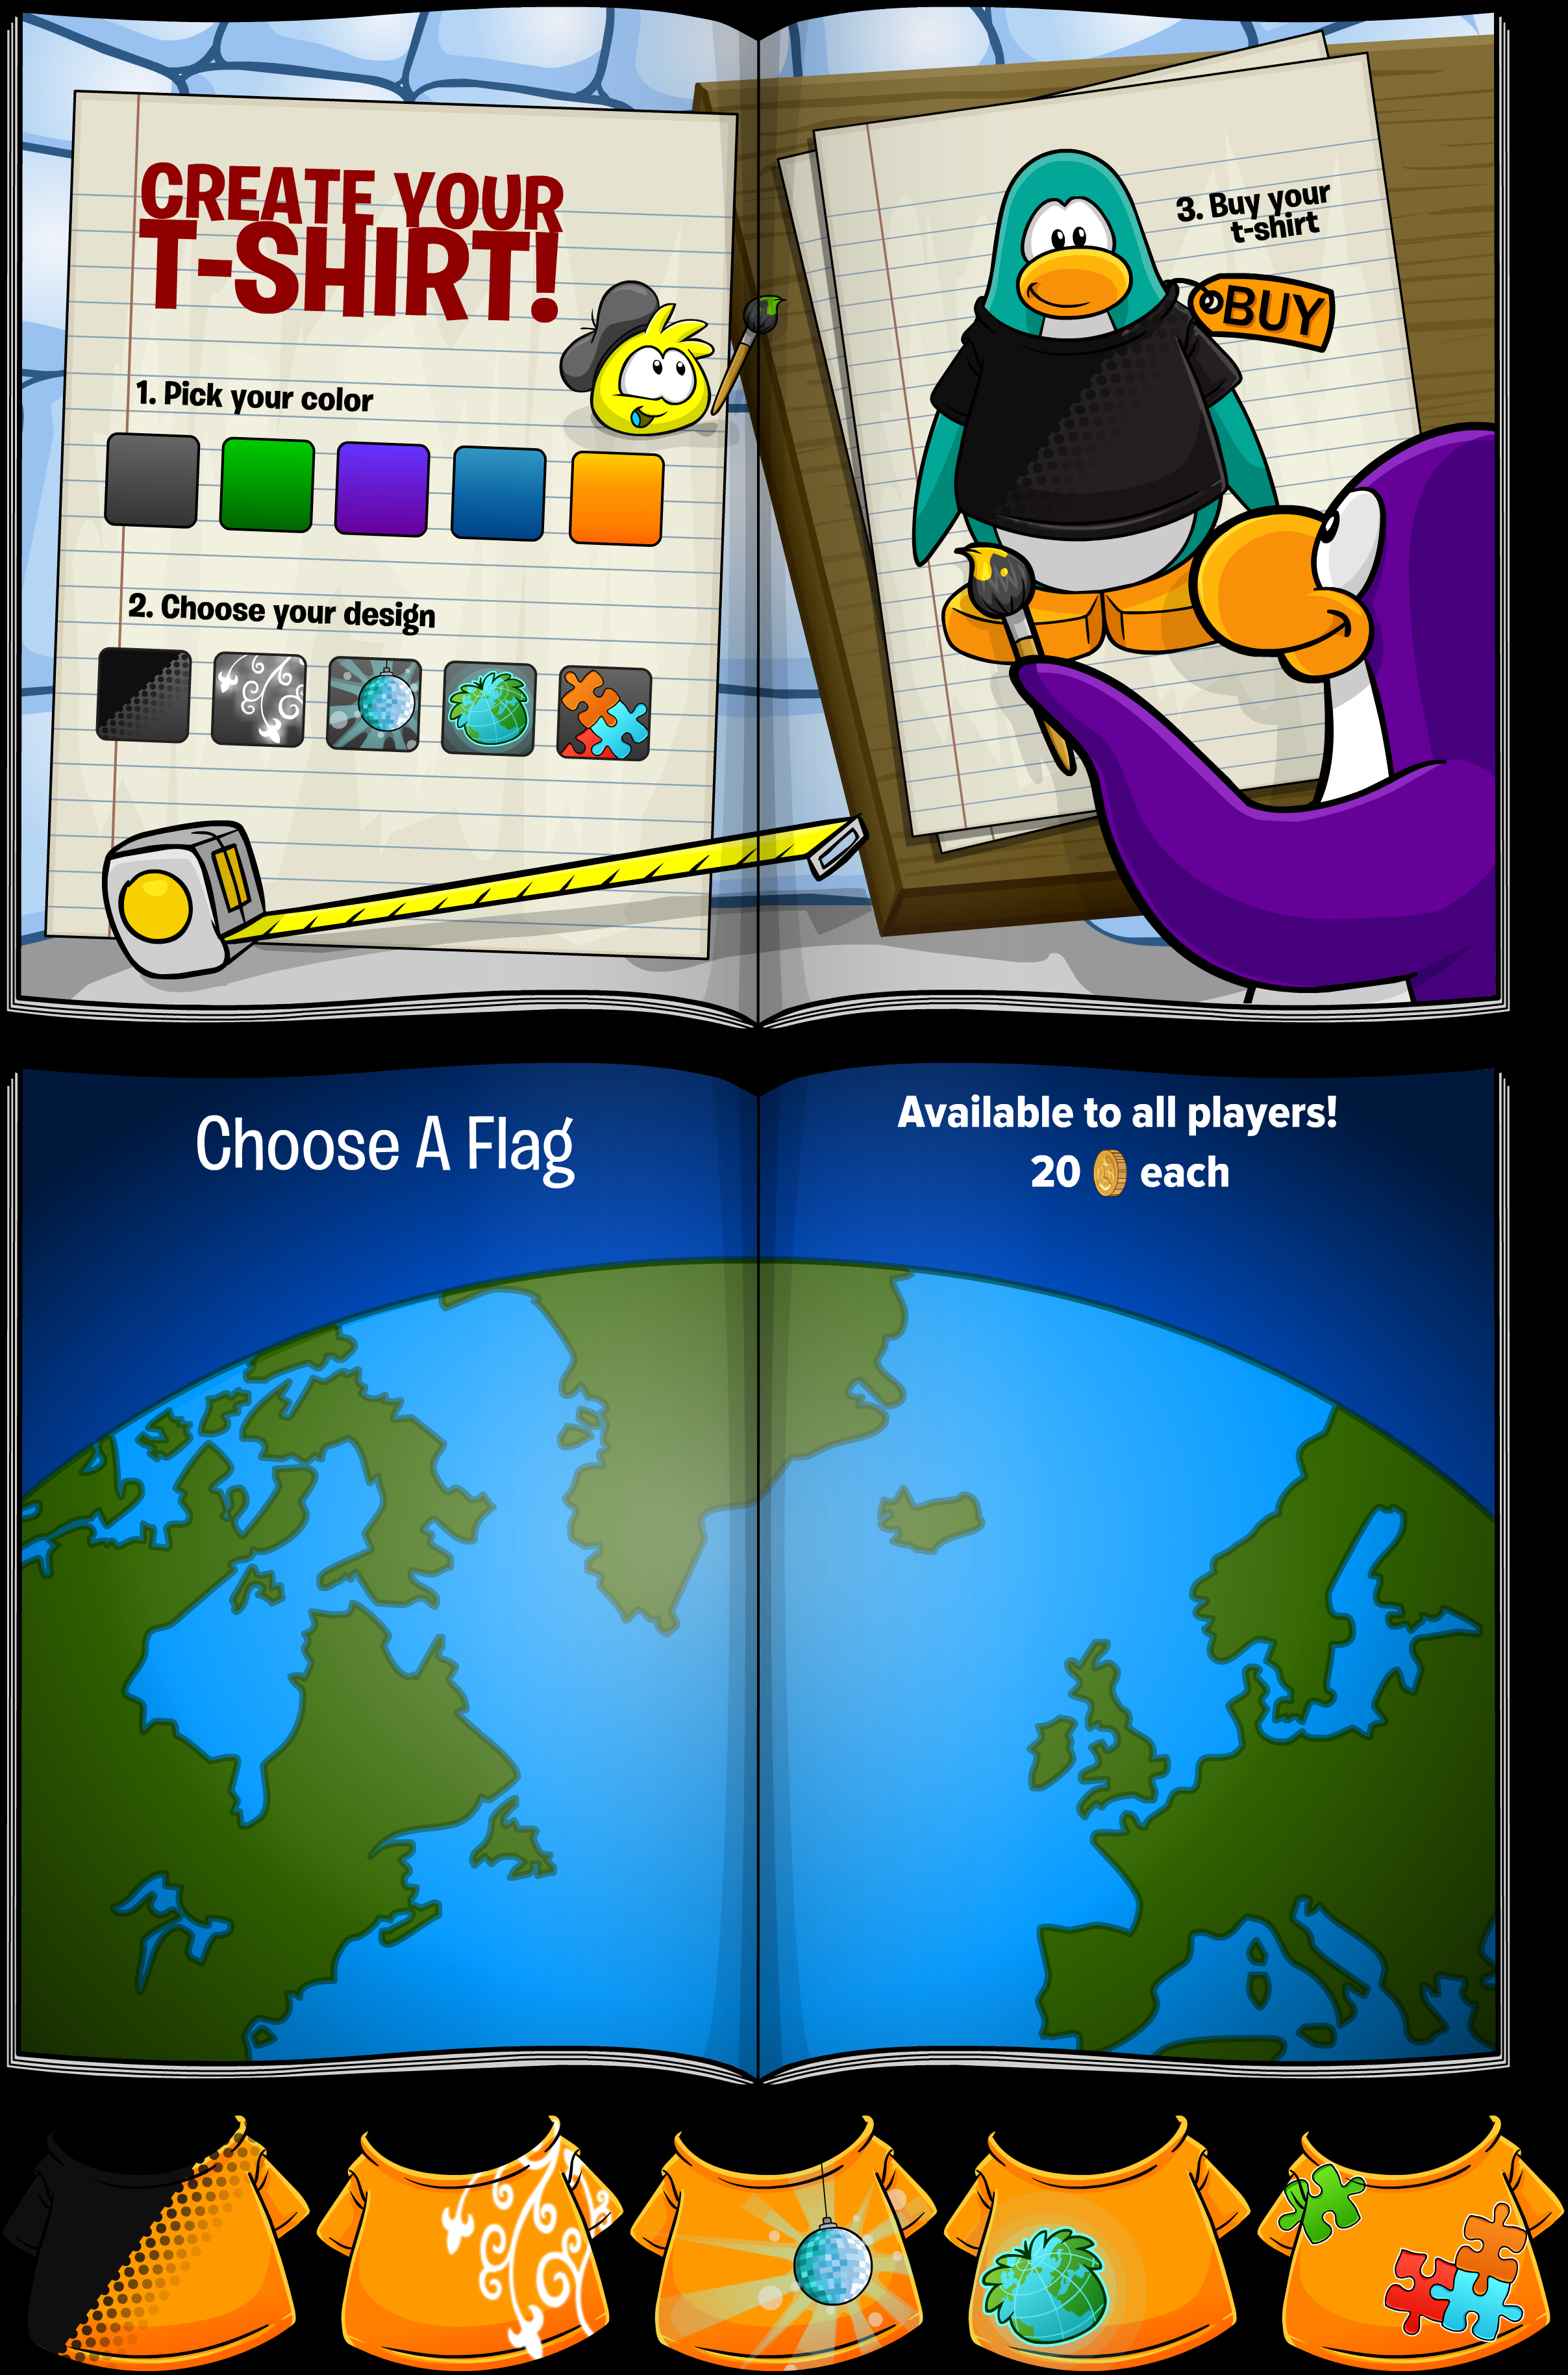 CREATE YOUR
T-SHIRT!
1. Pick your color
2. Choose your design
3. Buy your
t-shirt
BUY
Choose A Flag
Available to all players!
20 each